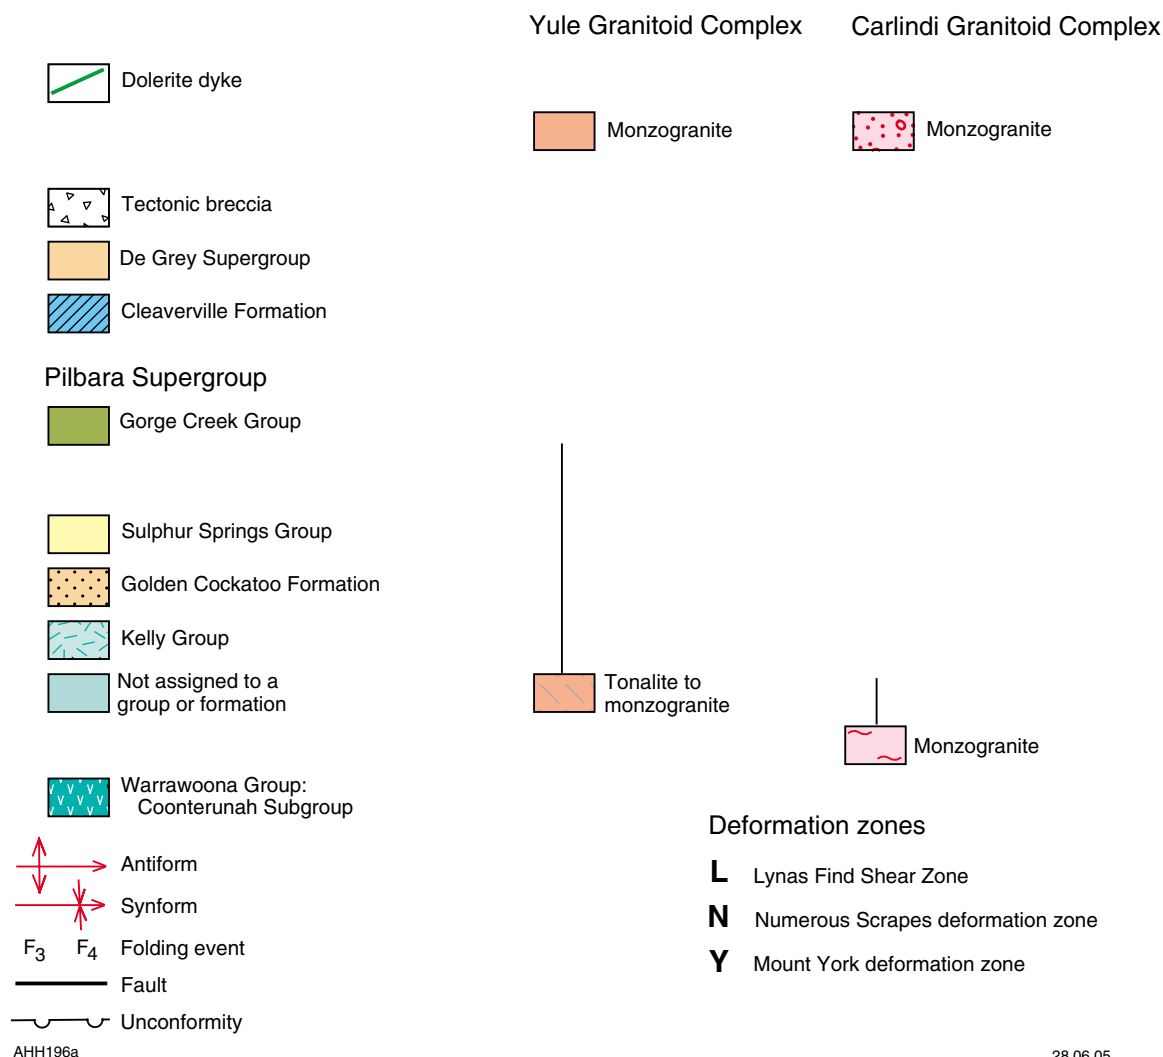 Yule Granitoid Complex
Carlindi Granitoid Complex
Dolerite dyke
Monzogranite
Monzogranite
Tectonic breccia
De Grey Supergroup
Cleaverville Formation
Pilbara Supergroup
Gorge Creek Group
Sulphur Springs Group
Golden Cockatoo Formation
Kelly Group
Not assigned to a
group or formation
Tonalite to
monzogranite
Monzogranite
Warrawoona Group:
Coonterunah Subgroup
Antiform
Synform
F3 F4 Folding event
Fault
Unconformity
Deformation zones
L Lynas Find Shear Zone
N Numerous Scrapes deformation zone
Y Mount York deformation zone
AHH196a
28.06.05